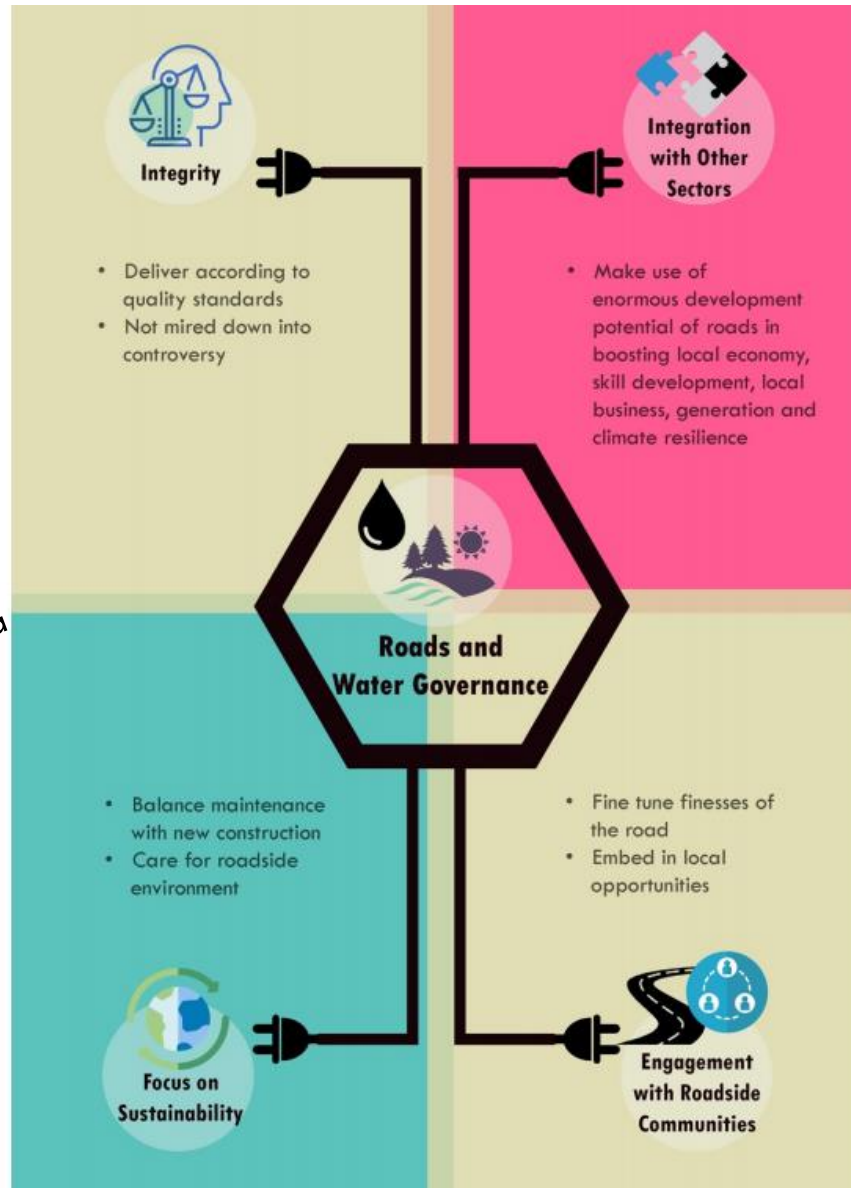 Integrity
• Deliver according to
quality standards
• Not mired down into
controversy
Integration
with Other
Sectors
• Make use of
enormous development
potential of roads in
boosting local economy,
skill development, local
business, generation and
climate resilience
Roads and
Water Governance
• Balance maintenance
with new construction
• Care for roadside
environment
Focus on
Sustainability
• Fine tune finesses of
the road
• Embed in local
opportunities
Engagement
with Roadside
Communities